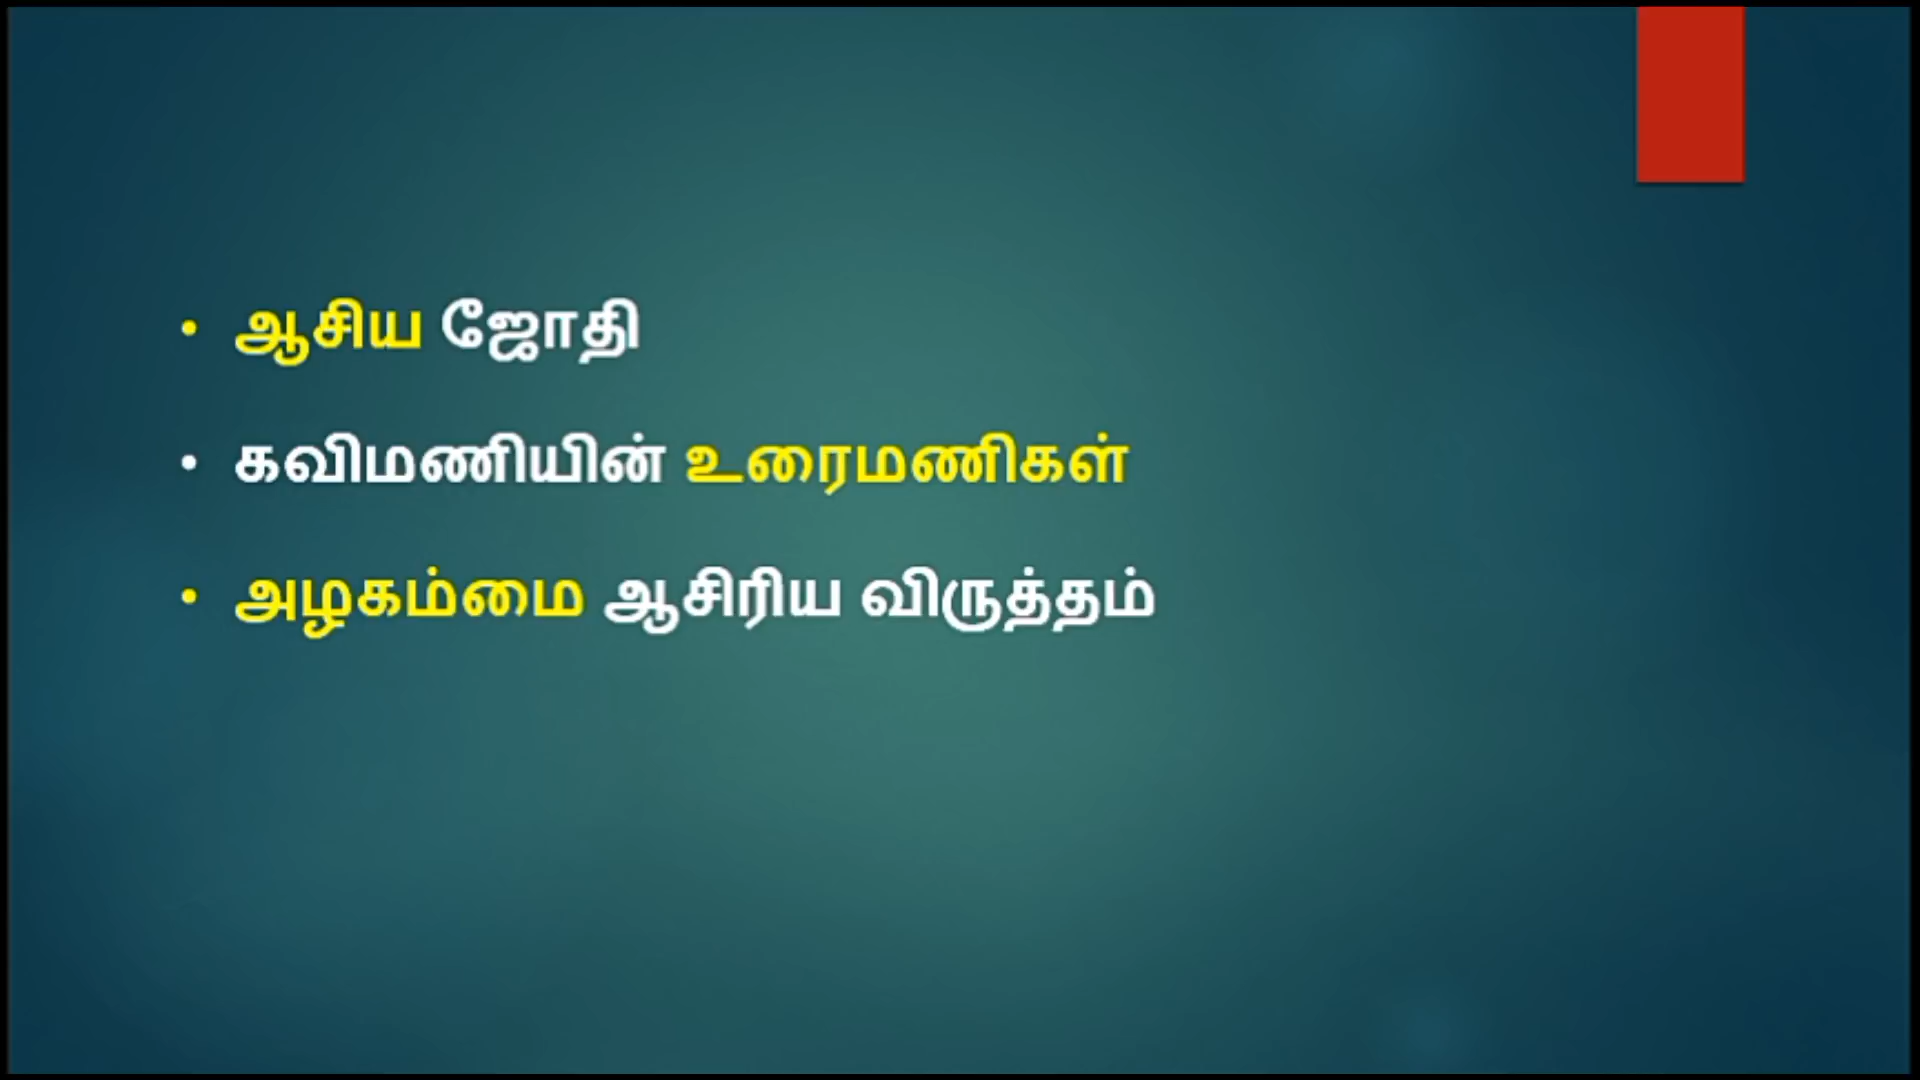 • ஆசிய ஜோதி
• கவிமணியின் உரைமணிகள்
• அழகம்மை ஆசிரிய விருத்தம்